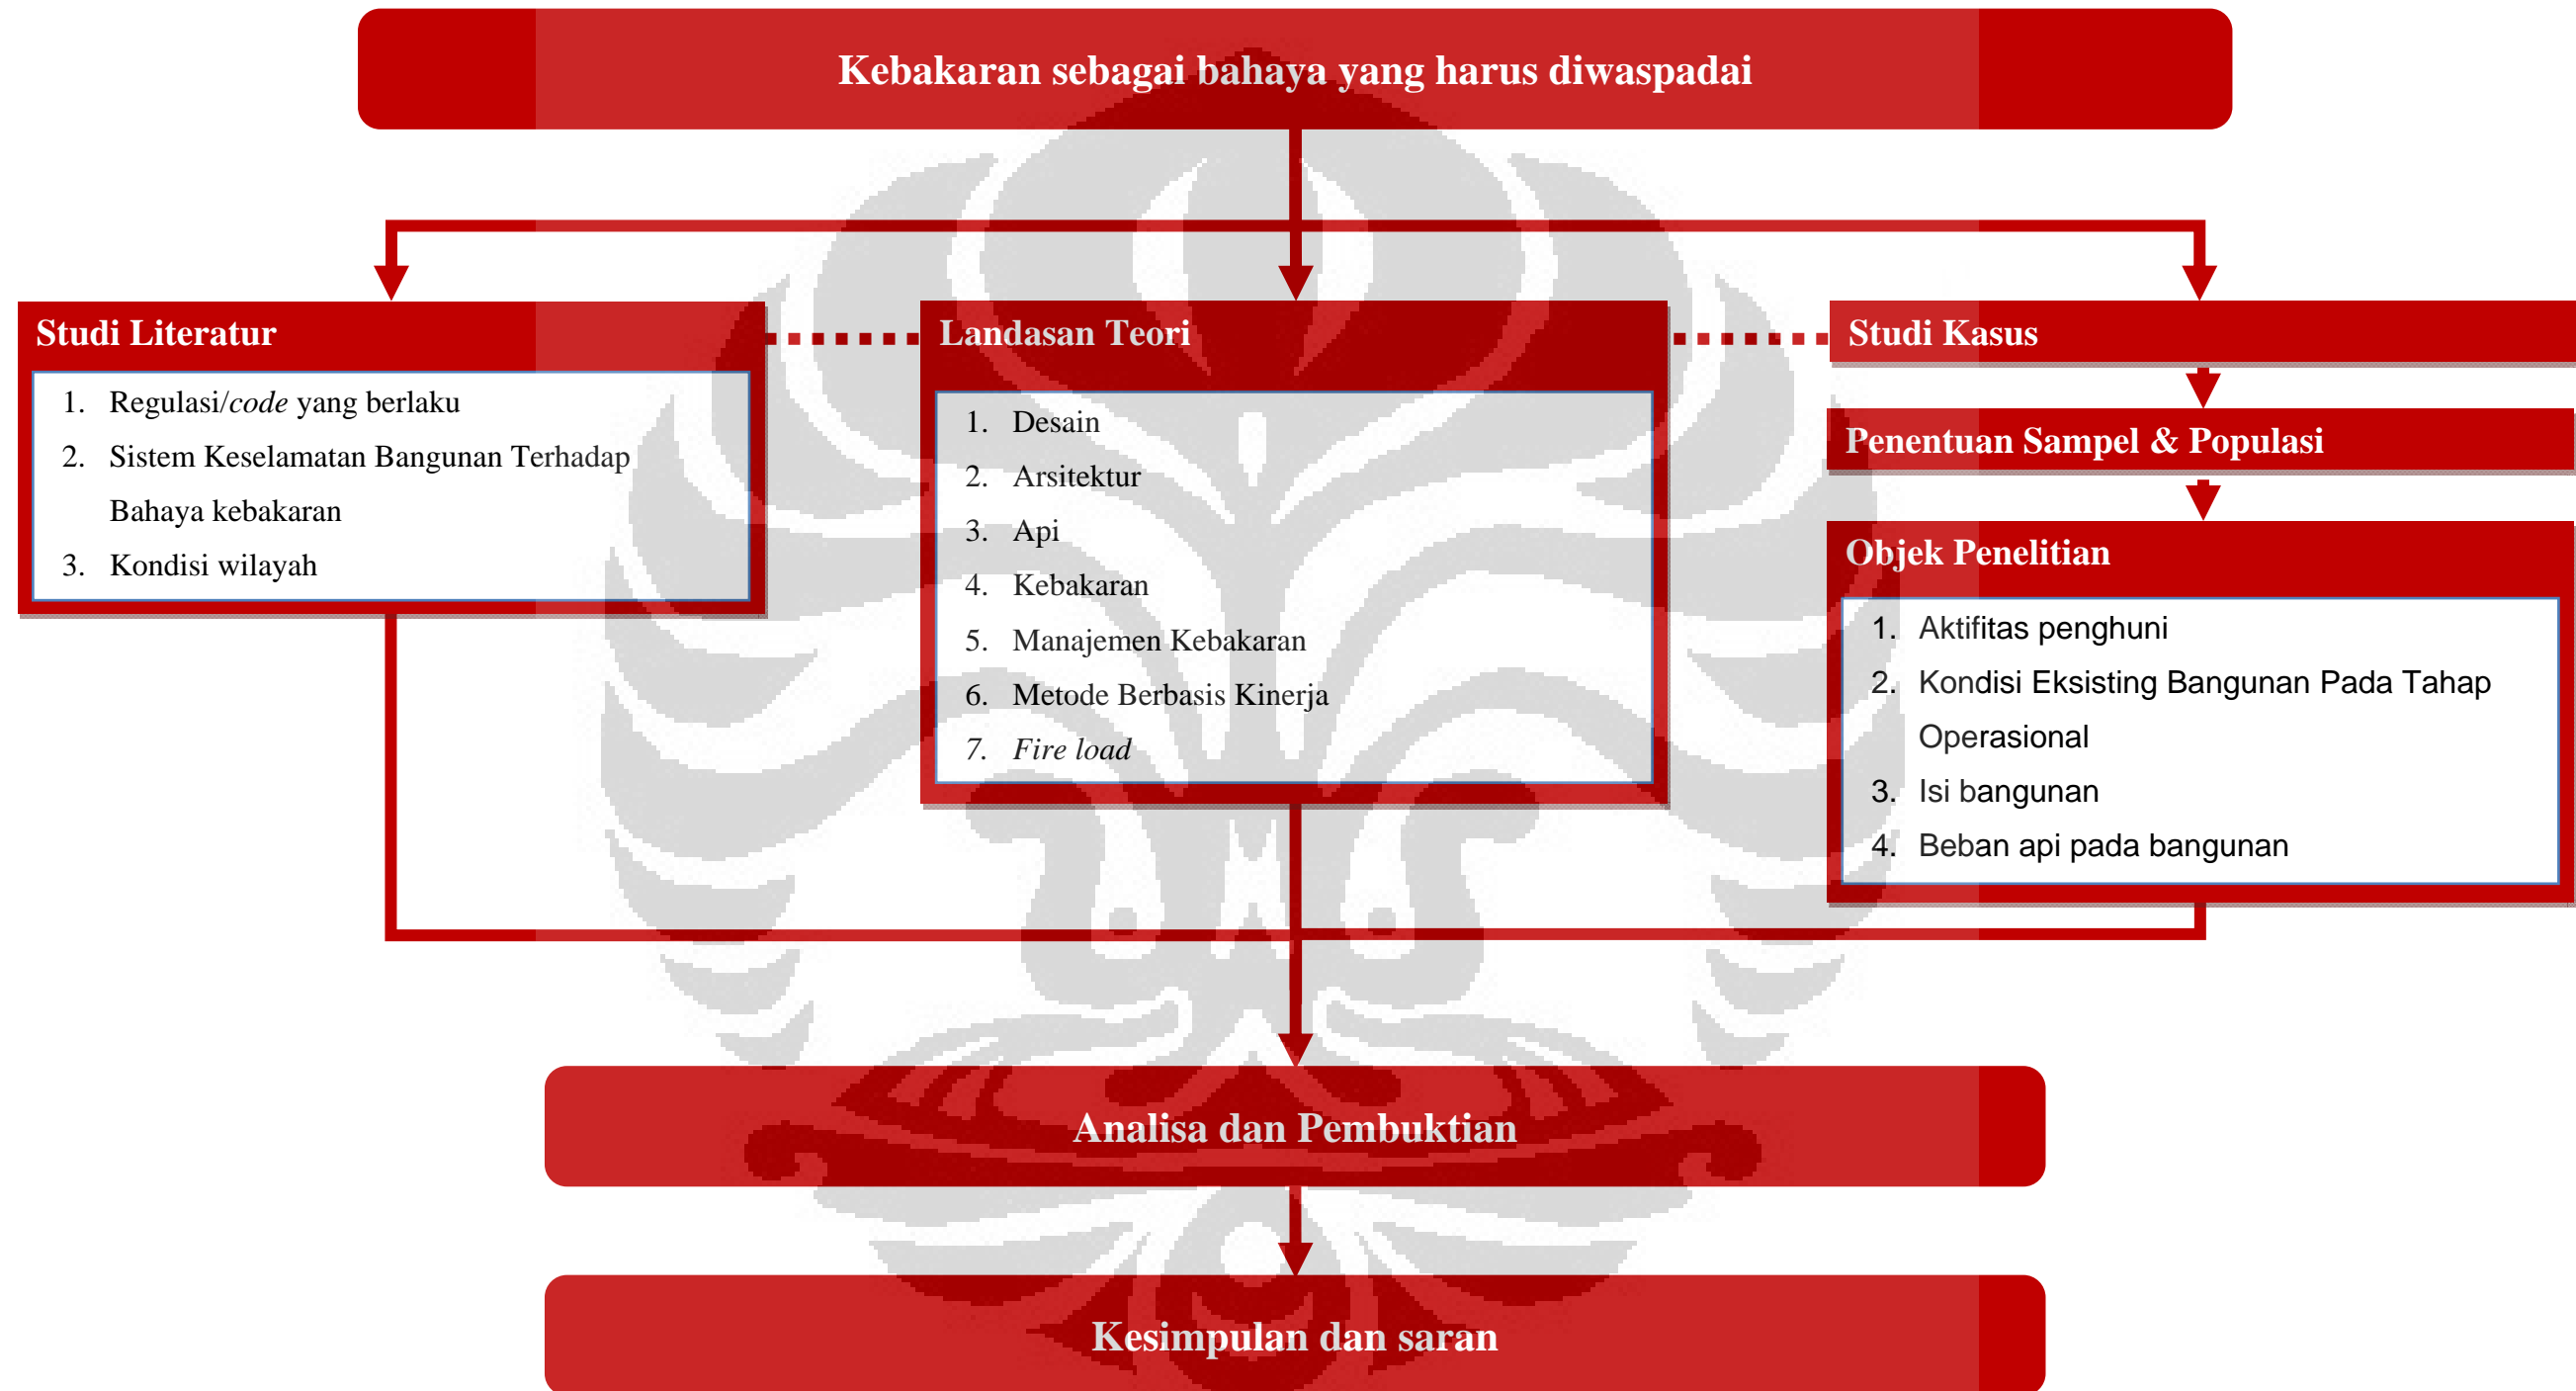 Kebakaran sebagai bahaya yang harus diwaspadai
Studi Literatur
1. Regulasi/code yang berlaku
2. Sistem Keselamatan Bangunan Terhadap
Bahaya kebakaran
3. Kondisi wilayah
Landasan Teori
1. Desain
2. Arsitektur
3. Api
4. Kebakaran
5. Manajemen Kebakaran
6. Metode Berbasis Kinerja
7. Fire load
Studi Kasus
Penentuan Sampel & Populasi
Objek Penelitian
1. Aktifitas penghuni
2. Kondisi Eksisting Bangunan Pada Tahap
Operasional
3. Isi bangunan
4. Beban api pada bangunan
Analisa dan Pembuktian
Kesimpulan dan saran